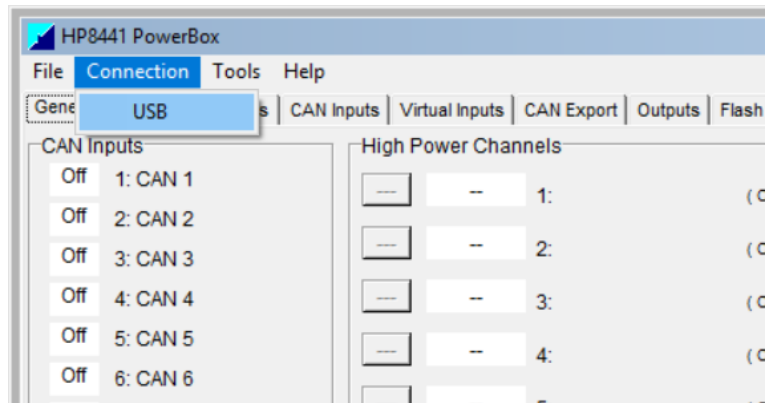 HP8441 PowerBox
File Connection Tools Help
USB
Gene CAN Inputs Virtual Inputs CAN Export Outputs Flash
CAN Inputs
Off 1: CAN 1
Off 2: CAN 2
Off 3: CAN 3
Off 4: CAN 4
Off 5: CAN 5
Off 6: CAN 6
High Power Channels
--- -- 1:
--- -- 2:
--- -- 3:
--- -- 4: